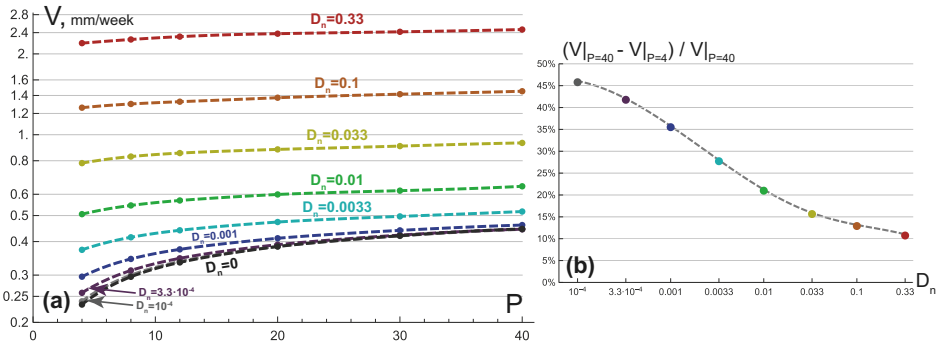 V, mm/week
2.8
2.4
2.
1.6
1.4
1.2
1.
0.8
0.6
0.5
0.4
0.3
0.25
0.2
Dn=0.33
Dn=0.1
Dn=0.033
Dn=0.01
Dn=0.0033
Dn=0.001
Dn=0
Dn=3.3·10-4
Dn=10-4
(a)
P
0 10 20 30 40
(V|P=40 - V|P=4) / V|P=40
50%
45%
40%
35%
30%
25%
20%
15%
10%
5%
0%
(b)
Dn
10-4 3.3·10-4 0.001 0.0033 0.01 0.033 0.1 0.33